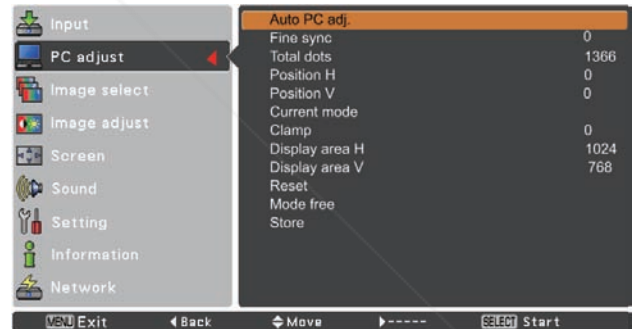 Input
PC adjust
Image select
Image adjust
Screen
Sound
Setting
Information
Network
Auto PC adj.
Fine sync 0
Total dots 1366
Position H 0
Position V 0
Current mode
Clamp 0
Display area H 1024
Display area V 768
Reset
Mode free
Store
MENU Exit ◀ Back ◆ Move ▶ ----- SELECT Start